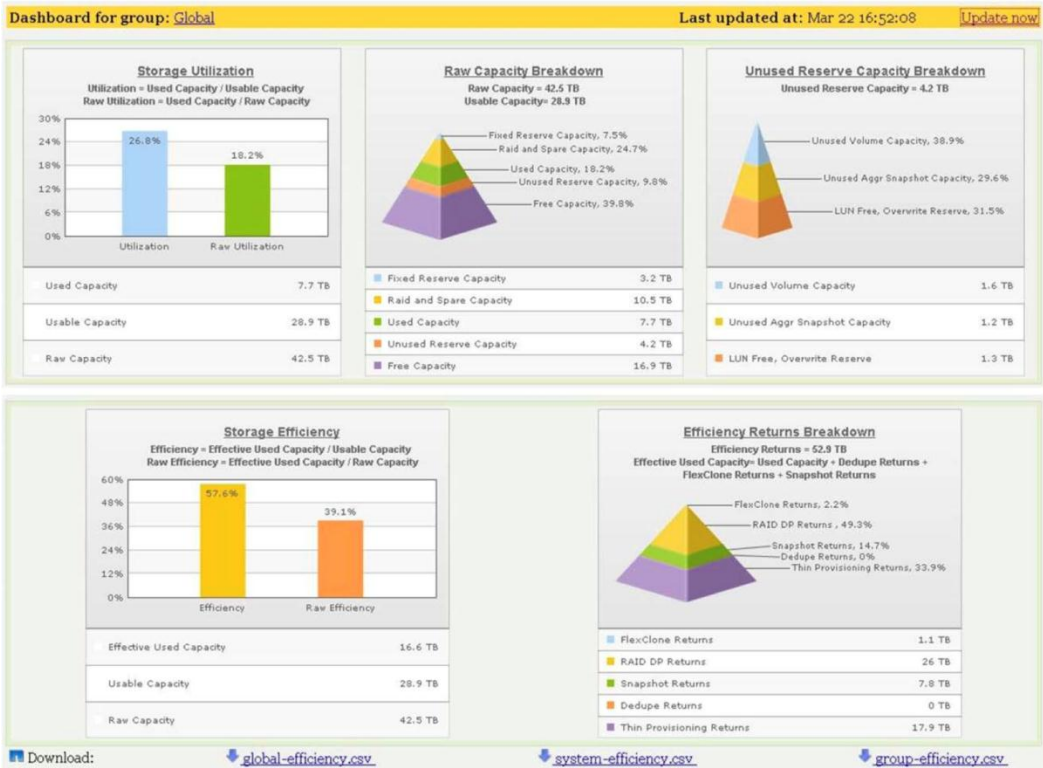 Dashboard for group: Global
Last updated at: Mar 22 16:52:08
Update now
Storage Utilization
Utilization = Used Capacity / Usable Capacity
Raw Utilization = Used Capacity / Raw Capacity
30%
24%
18%
12%
6%
0%
26.8%
18.2%
Utilization
Raw Utilization
Used Capacity 7.7 TB
Usable Capacity 28.9 TB
Raw Capacity 42.5 TB
Raw Capacity Breakdown
Raw Capacity = 42.5 TB
Usable Capacity= 28.9 TB
Fixed Reserve Capacity, 7.5%
Raid and Spare Capacity, 24.7%
Used Capacity, 18.2%
Unused Reserve Capacity, 9.8%
Free Capacity, 39.8%
Fixed Reserve Capacity 3.2 TB
Raid and Spare Capacity 10.5 TB
Used Capacity 7.7 TB
Unused Reserve Capacity 4.2 TB
Free Capacity 16.9 TB
Unused Reserve Capacity Breakdown
Unused Reserve Capacity = 4.2 TB
Unused Volume Capacity, 38.9%
Unused Aggr Snapshot Capacity, 29.6%
LUN Free, Overwrite Reserve, 31.5%
Unused Volume Capacity 1.6 TB
Unused Aggr Snapshot Capacity 1.2 TB
LUN Free, Overwrite Reserve 1.3 TB
Storage Efficiency
Efficiency = Effective Used Capacity / Usable Capacity
Raw Efficiency = Effective Used Capacity / Raw Capacity
60%
48%
36%
24%
12%
0%
57.6%
39.1%
Efficiency
Raw Efficiency
Effective Used Capacity 16.6 TB
Usable Capacity 28.9 TB
Raw Capacity 42.5 TB
Efficiency Returns Breakdown
Efficiency Returns = 52.9 TB
Effective Used Capacity= Used Capacity + Dedupe Returns +
FlexClone Returns + Snapshot Returns
FlexClone Returns, 2.2%
RAID DP Returns , 49.3%
Snapshot Returns, 14.7%
Dedupe Returns, 0%
Thin Provisioning Returns, 33.9%
FlexClone Returns 1.1 TB
RAID DP Returns 26 TB
Snapshot Returns 7.8 TB
Dedupe Returns 0 TB
Thin Provisioning Returns 17.9 TB
Download:
global-efficiency.csv
system-efficiency.csv
group-efficiency.csv